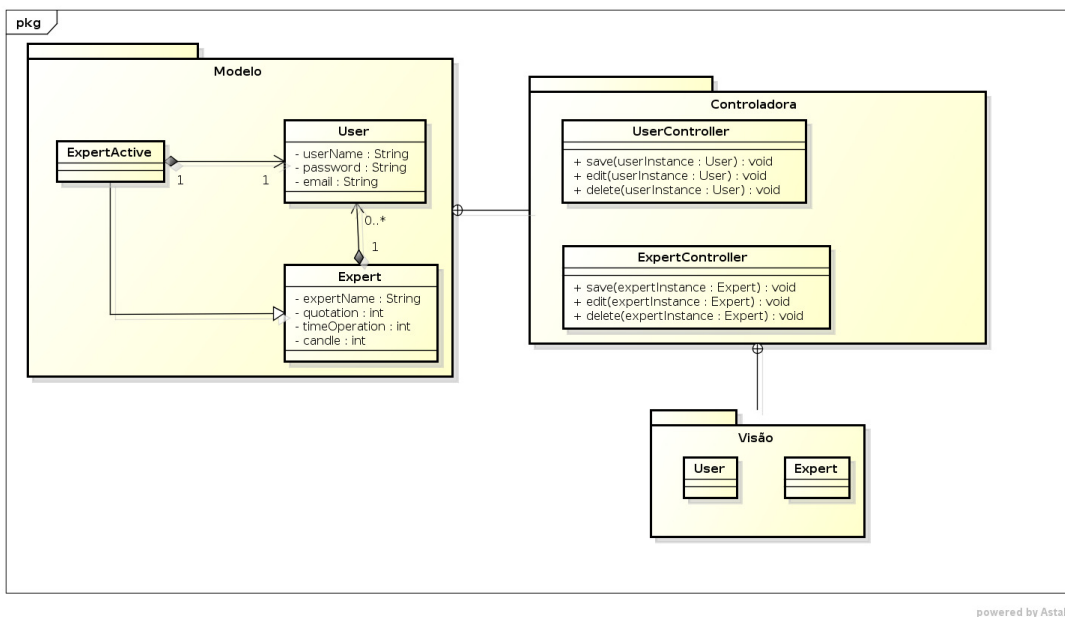 pkg
Modelo
ExpertActive
1
1
User
- userName : String
- password : String
- email : String
0..*
1
Expert
- expertName : String
- quotation : int
- timeOperation : int
- candle : int
Controladora
UserController
+ save(userInstance : User) : void
+ edit(userInstance : User) : void
+ delete(userInstance : User) : void
ExpertController
+ save(expertInstance : Expert) : void
+ edit(expertInstance : Expert) : void
+ delete(expertInstance : Expert) : void
Visão
User
Expert
powered by Asta